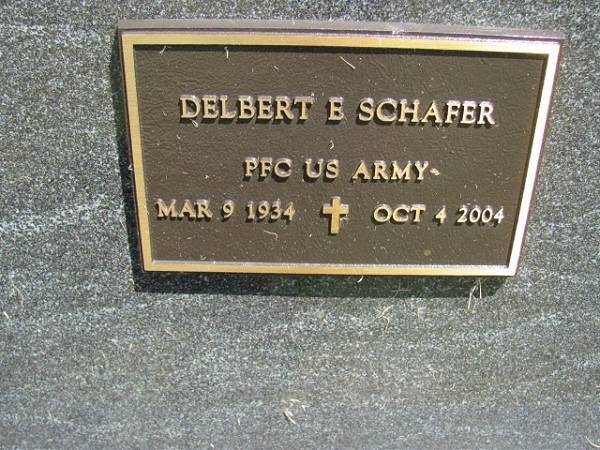 DELBERT E SCHAFER
PFC US ARMY
MAR 9 1934 OCT 4 2004